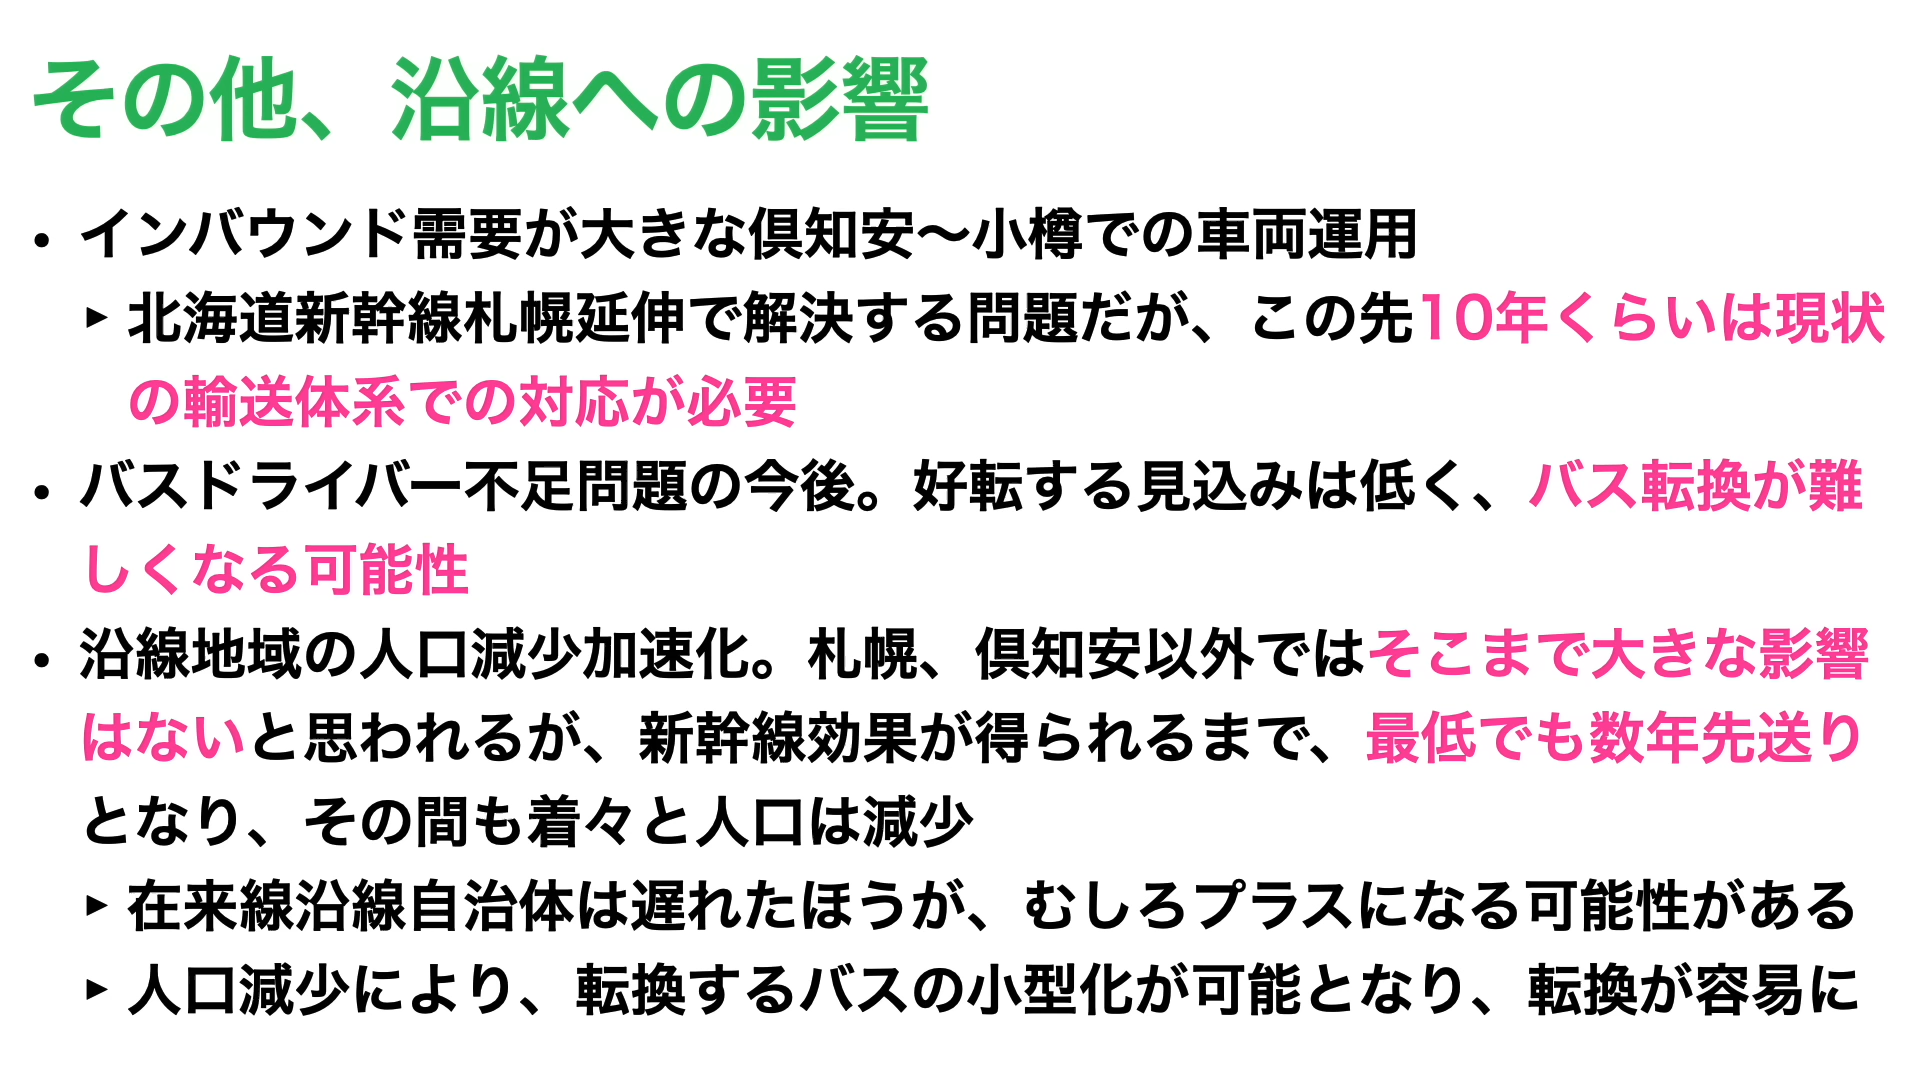 その他、沿線への影響
• インバウンド需要が大きな倶知安〜小樽での車両運用
▸ 北海道新幹線札幌延伸で解決する問題だが、この先10年くらいは現状
の輸送体系での対応が必要
• バスドライバー不足問題の今後。好転する見込みは低く、バス転換が難
しくなる可能性
• 沿線地域の人口減少加速化。札幌、倶知安以外ではそこまで大きな影響
はないと思われるが、新幹線効果が得られるまで、最低でも数年先送り
となり、その間も着々と人口は減少
▸ 在来線沿線自治体は遅れたほうが、むしろプラスになる可能性がある
▸ 人口減少により、転換するバスの小型化が可能となり、転換が容易に